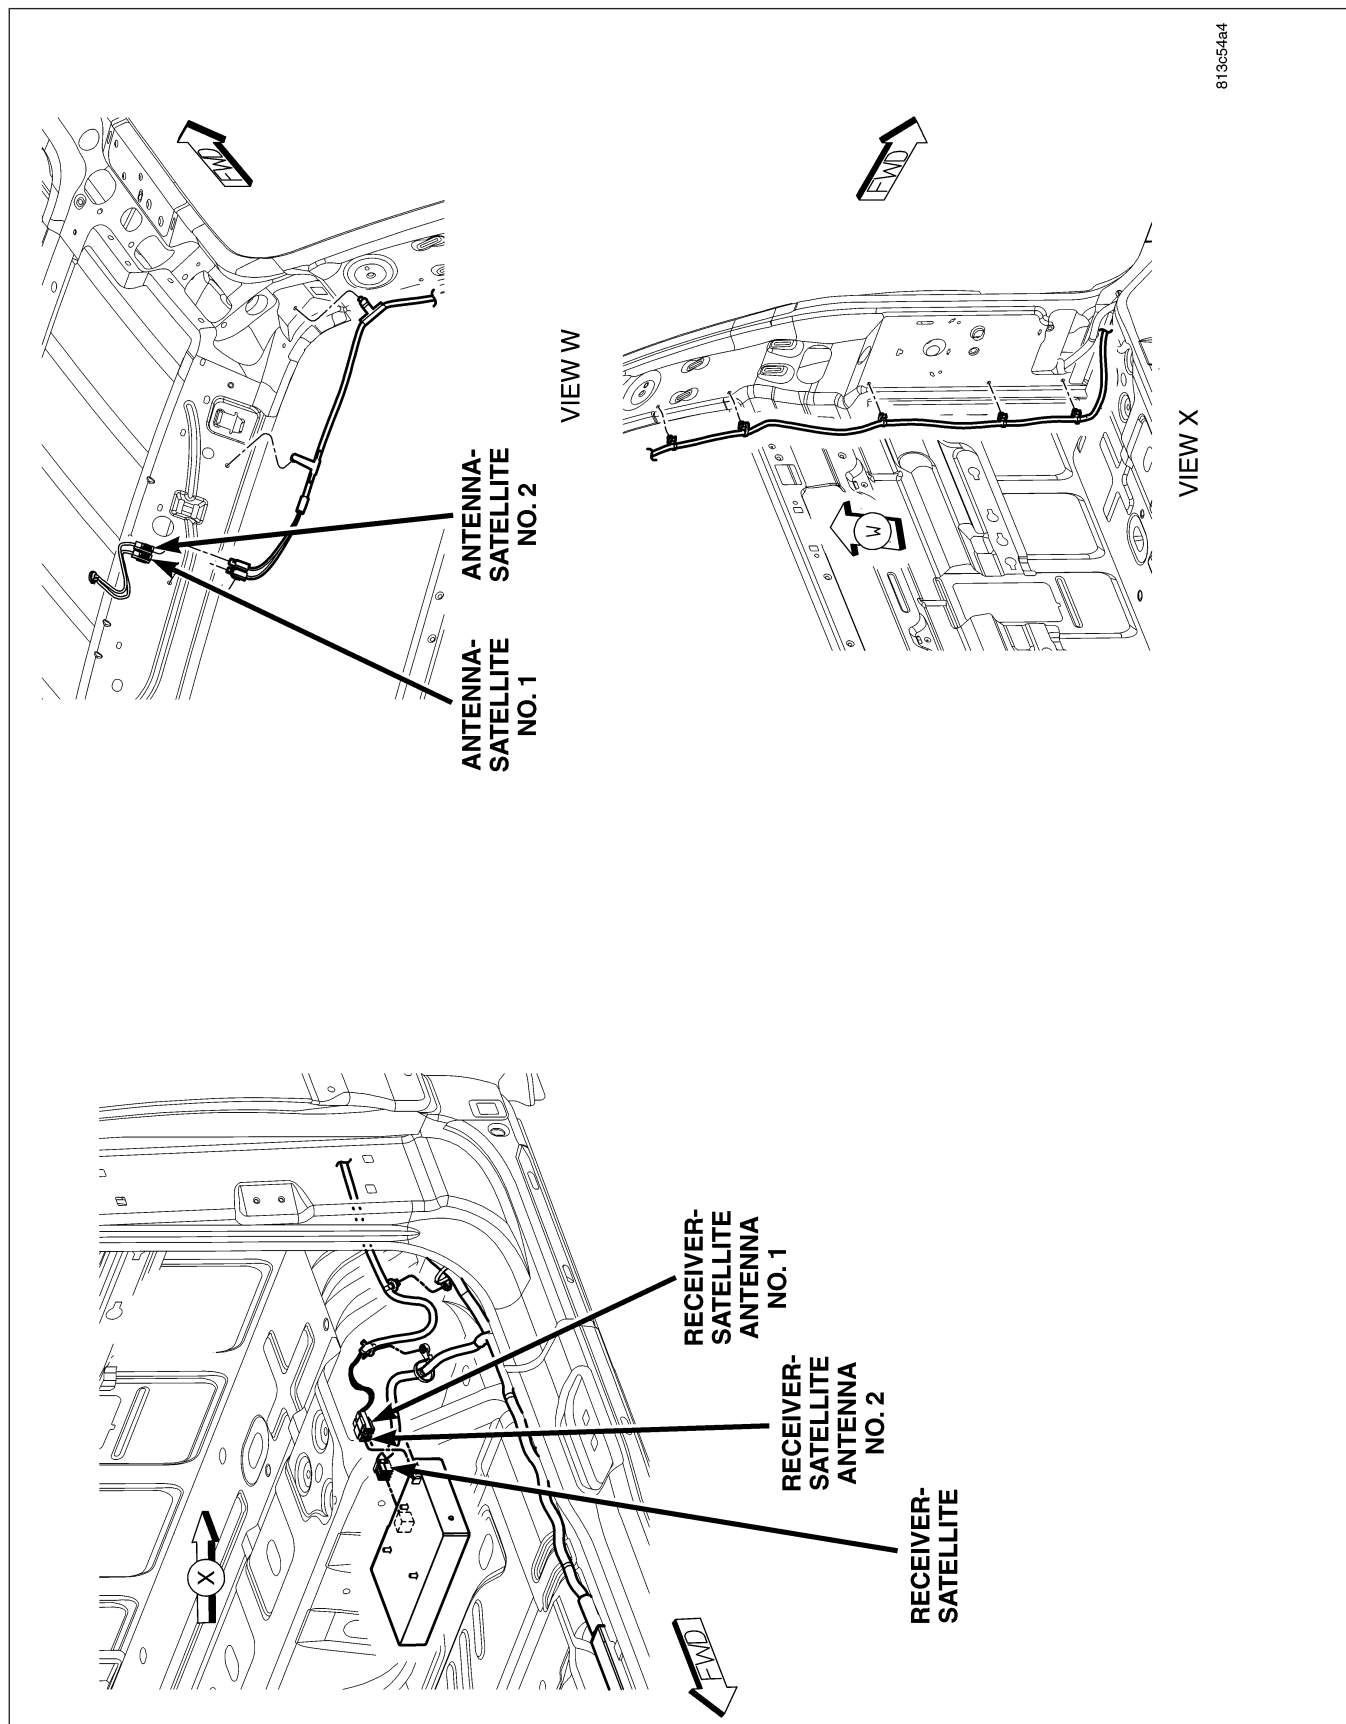 RECEIVER-
SATELLITE
RECEIVER-
SATELLITE
ANTENNA
NO. 2
RECEIVER-
SATELLITE
ANTENNA
NO. 1
X
FWD
ANTENNA-
SATELLITE
NO. 1
ANTENNA-
SATELLITE
NO. 2
FWD
VIEW W
W
FWD
VIEW X
813c54a4